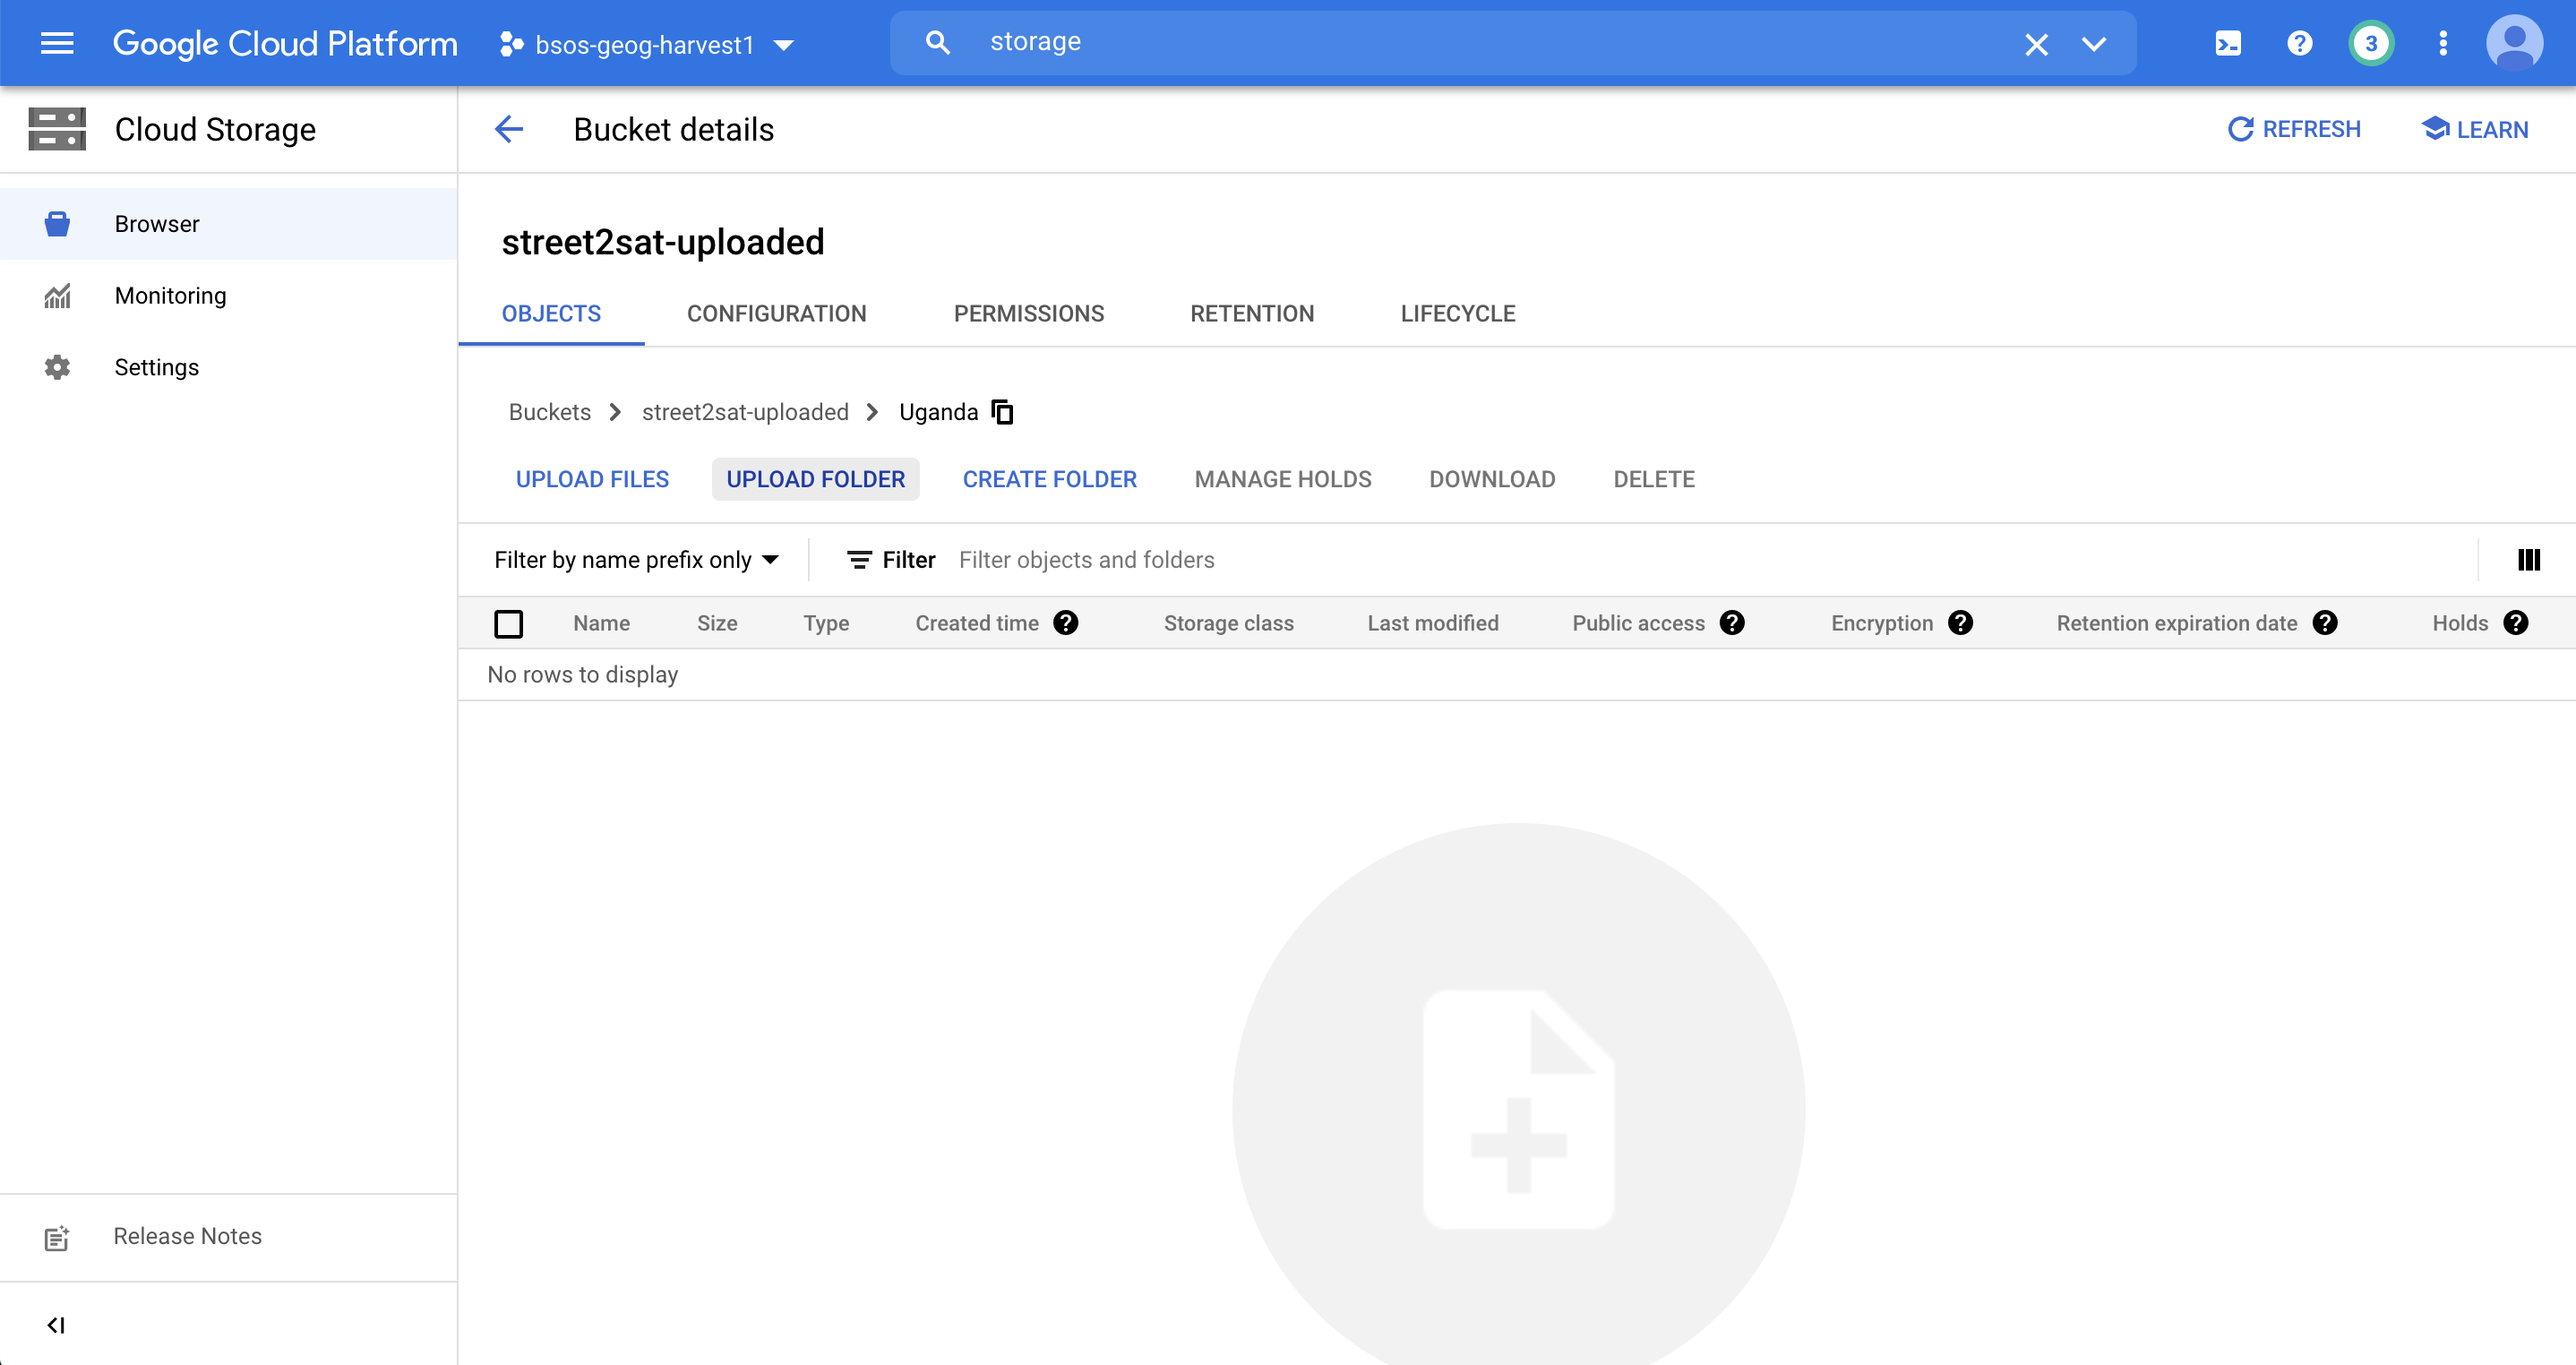 Google Cloud Platform
bsos-geog-harvest1
storage
3
Cloud Storage
Bucket details
REFRESH
LEARN
Browser
Monitoring
Settings
street2sat-uploaded
OBJECTS CONFIGURATION PERMISSIONS RETENTION LIFECYCLE
Buckets street2sat-uploaded Uganda
UPLOAD FILES UPLOAD FOLDER CREATE FOLDER MANAGE HOLDS DOWNLOAD DELETE
Filter by name prefix only Filter Filter objects and folders
Name Size Type Created time Storage class Last modified Public access Encryption Retention expiration date Holds
No rows to display
Release Notes